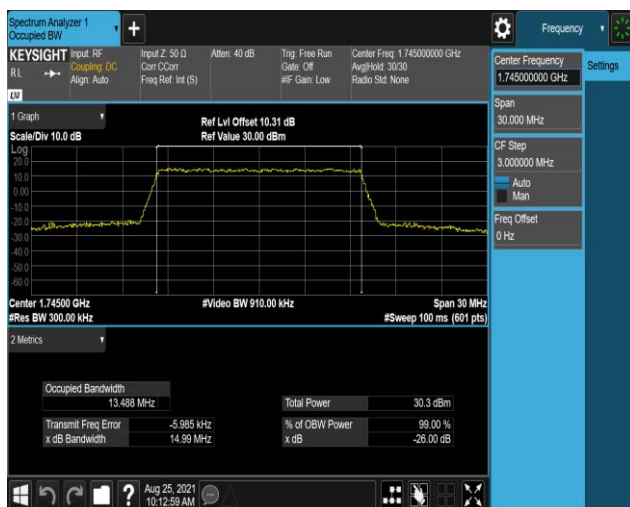 Spectrum Analyzer 1
Occupied BW
Frequency
KEYSIGHT
RL
Input: RF
Coupling: DC
Align: Auto
Input Z: 50 Ω
Corr CCorr
Freq Ref: Int (S)
Atten: 40 dB
Trig: Free Run
Gate: Off
#IF Gain: Low
Center Freq: 1.745000000 GHz
Avg|Hold: 30/30
Radio Std: None
LXI
1 Graph
Scale/Div 10.0 dB
Ref Lvl Offset 10.31 dB
Ref Value 30.00 dBm
Log
20.0
10.0
0.00
-10.0
-20.0
-30.0
-40.0
-50.0
-60.0
Center 1.74500 GHz
#Video BW 910.00 kHz
Span 30 MHz
#Res BW 300.00 kHz
#Sweep 100 ms (601 pts)
2 Metrics
Occupied Bandwidth
13.488 MHz
Transmit Freq Error -5.985 kHz
x dB Bandwidth 14.99 MHz
Total Power 30.3 dBm
% of OBW Power 99.00 %
x dB -26.00 dB
Center Frequency
1.745000000 GHz
Span
30.000 MHz
CF Step
3.000000 MHz
Auto
Man
Freq Offset
0 Hz
Settings
?
Aug 25, 2021
10:12:59 AM